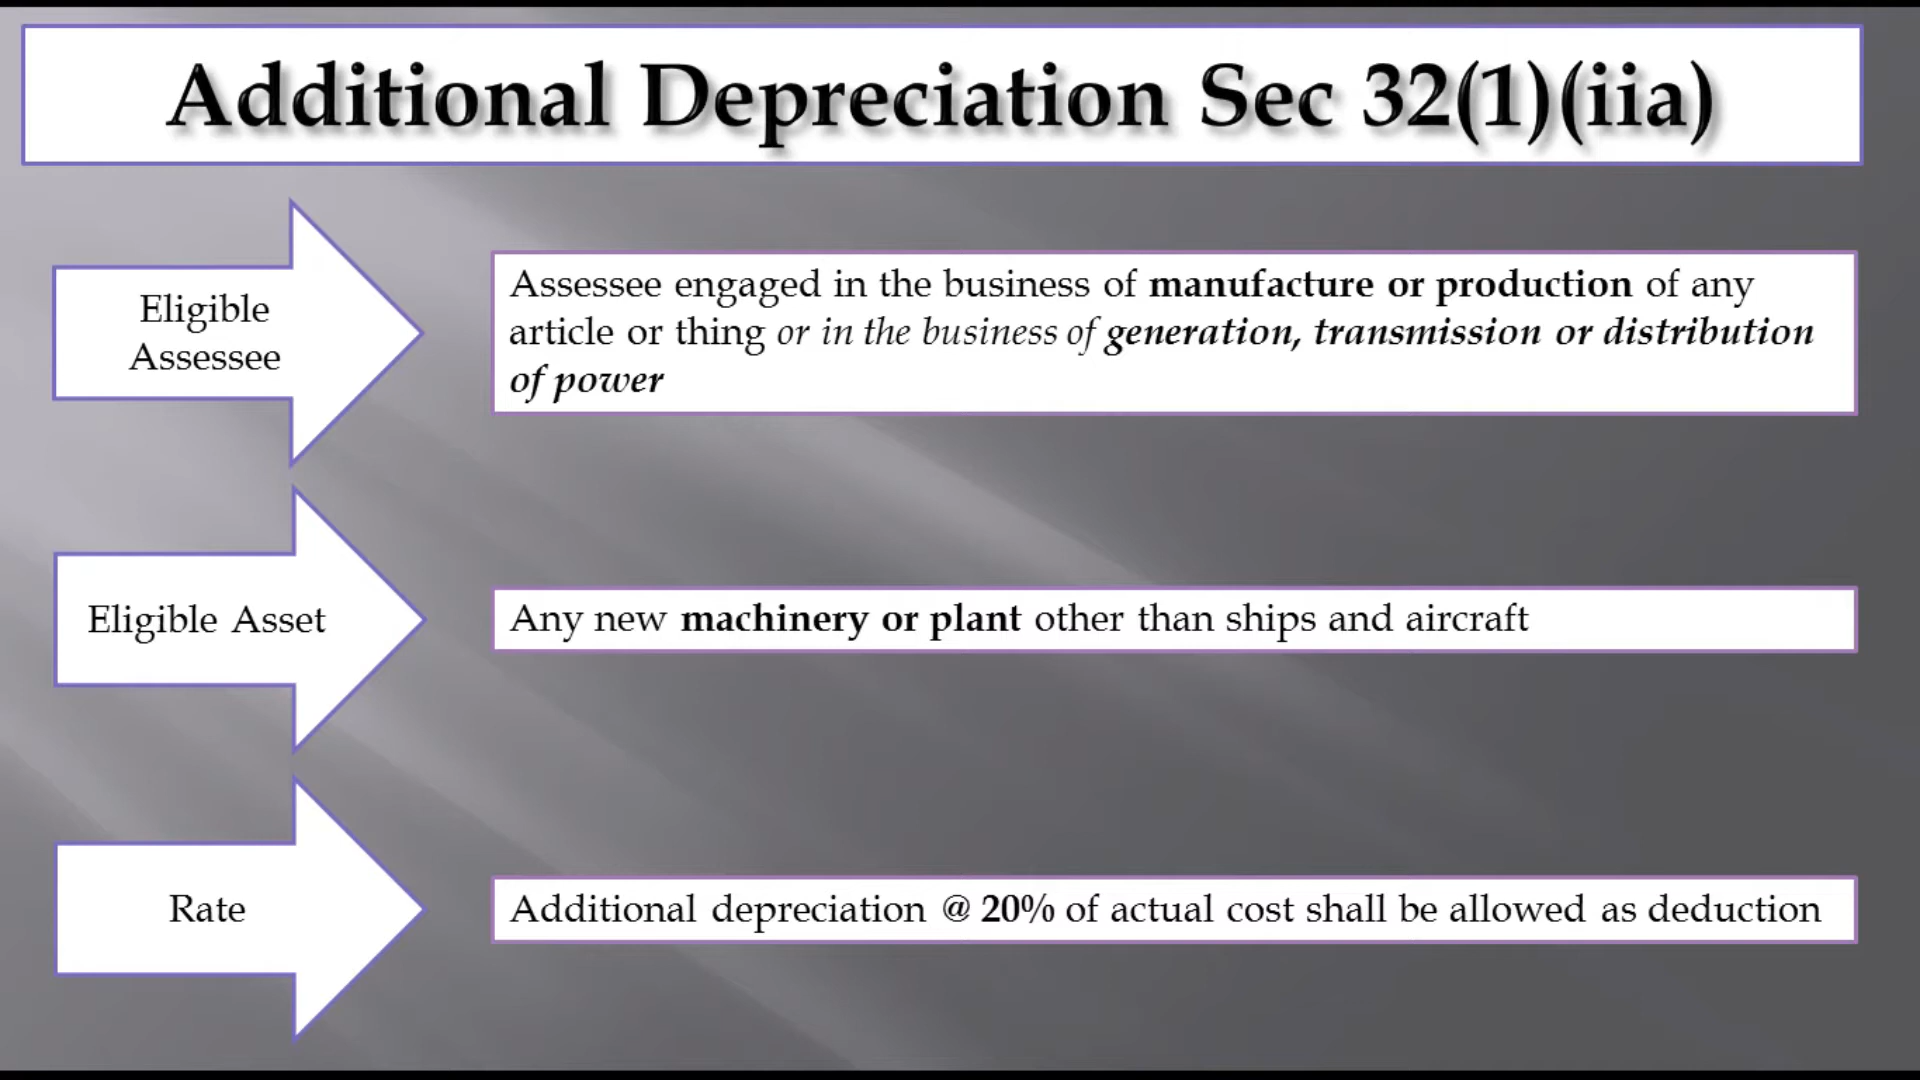 Additional Depreciation Sec 32(1)(iia)
Eligible
Assessee
Assessee engaged in the business of manufacture or production of any
article or thing or in the business of generation, transmission or distribution
of power
Eligible Asset
Any new machinery or plant other than ships and aircraft
Rate
Additional depreciation @ 20% of actual cost shall be allowed as deduction